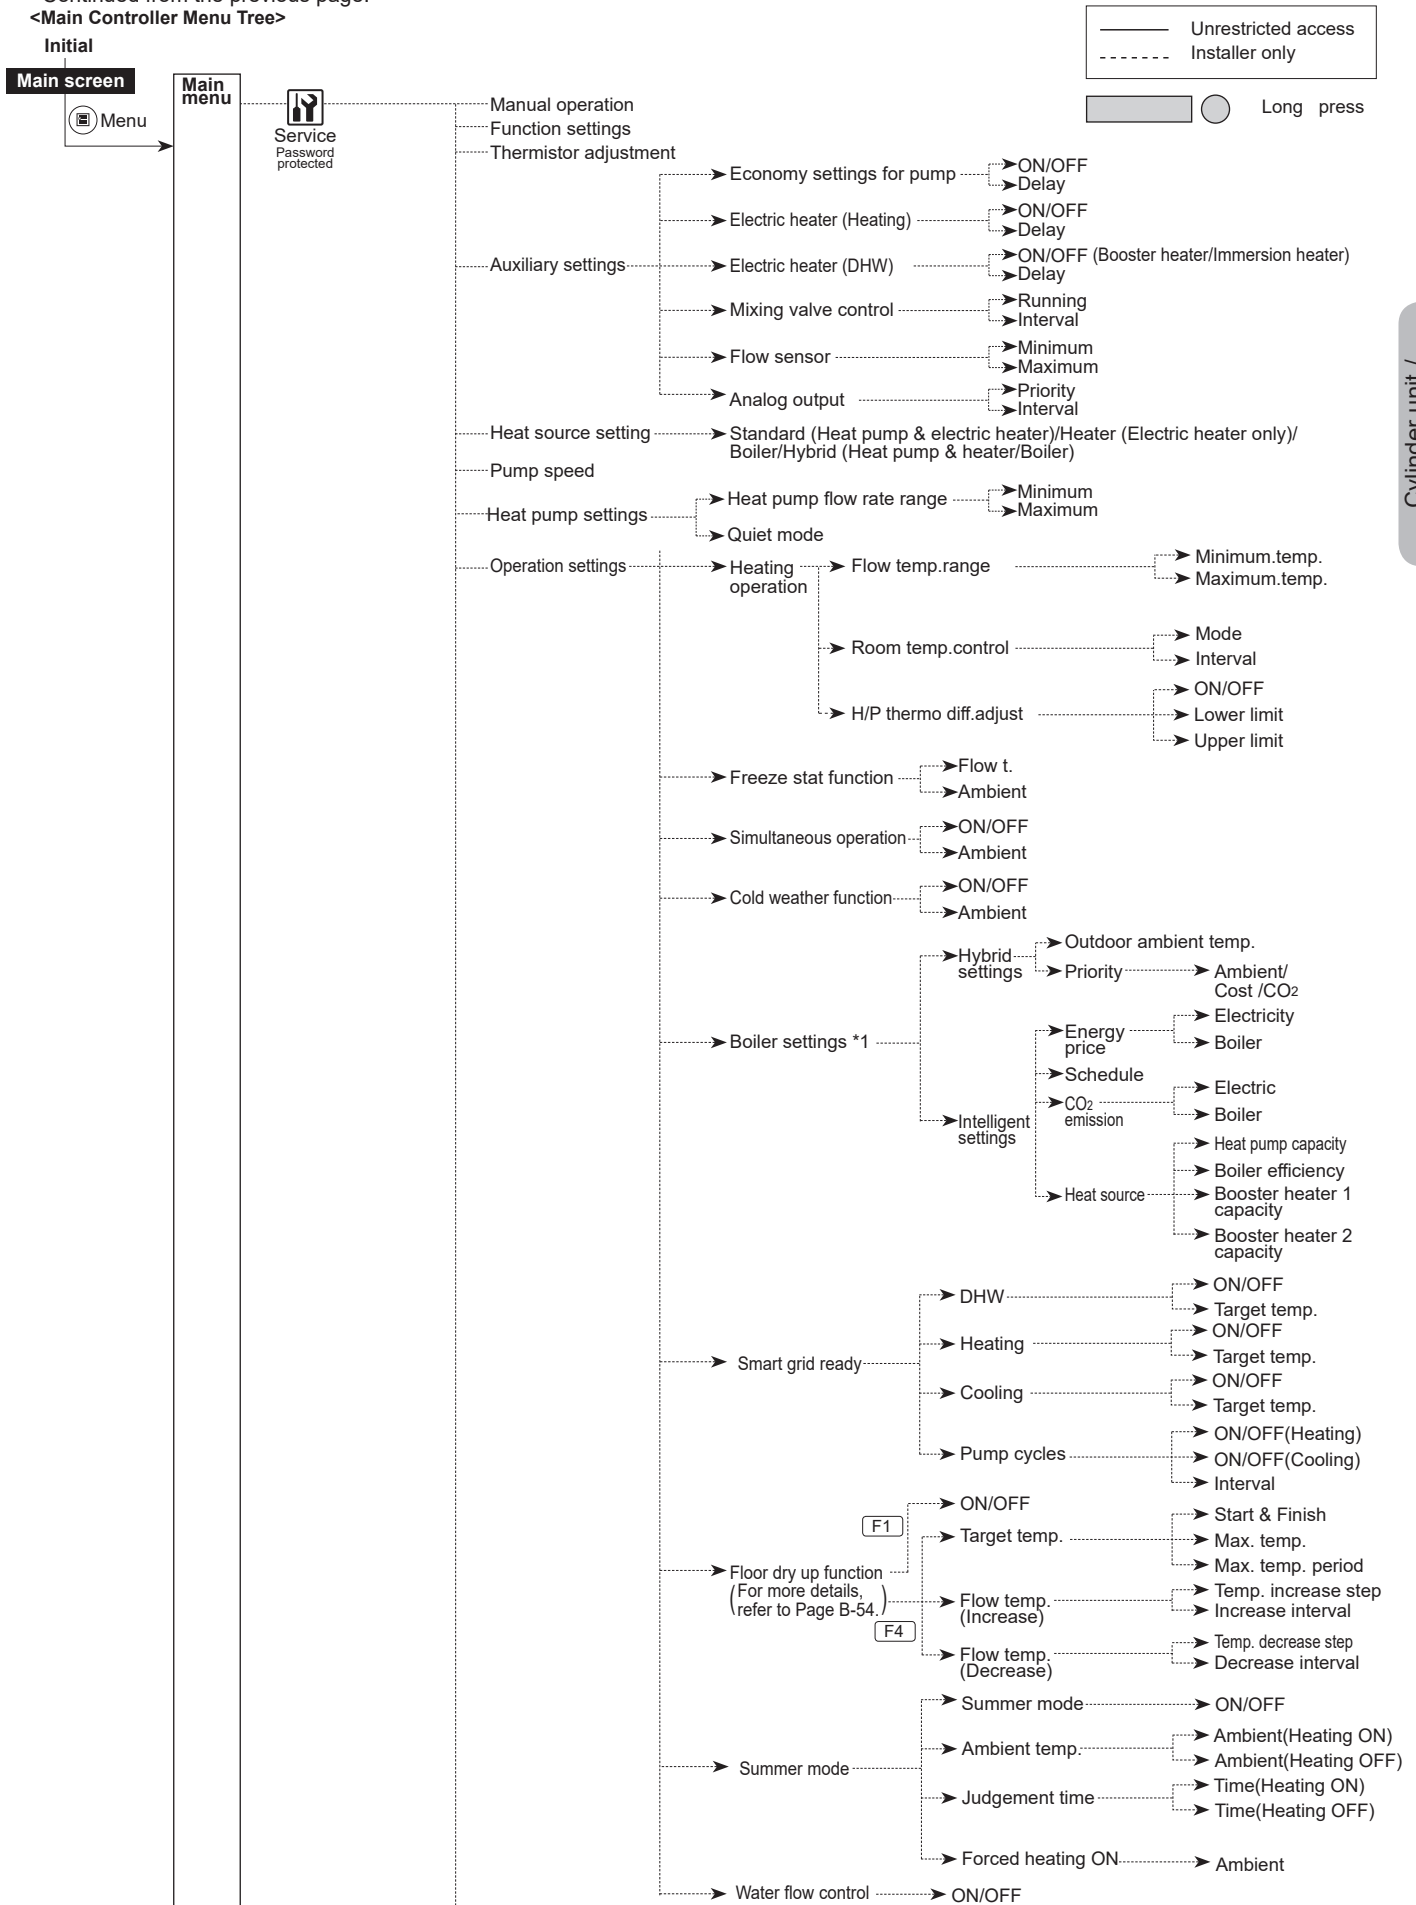 Continued from the previous page.
<Main Controller Menu Tree>
Initial
Main screen
Menu
Main
menu
Service
Password
protected
Unrestricted access
Installer only
Long press
Manual operation
Function settings
Thermistor adjustment
Auxiliary settings
Economy settings for pump
ON/OFF
Delay
Electric heater (Heating)
ON/OFF
Delay
Electric heater (DHW)
ON/OFF (Booster heater/Immersion heater)
Delay
Mixing valve control
Running
Interval
Flow sensor
Minimum
Maximum
Analog output
Priority
Interval
Heat source setting
Standard (Heat pump & electric heater)/Heater (Electric heater only)/
Boiler/Hybrid (Heat pump & heater/Boiler)
Pump speed
Heat pump settings
Heat pump flow rate range
Minimum
Maximum
Quiet mode
Operation settings
Heating
operation
Flow temp.range
Minimum.temp.
Maximum.temp.
Room temp.control
Mode
Interval
H/P thermo diff.adjust
ON/OFF
Lower limit
Upper limit
Freeze stat function
Flow t.
Ambient
Simultaneous operation
ON/OFF
Ambient
Cold weather function
ON/OFF
Ambient
Boiler settings *1
Hybrid
settings
Outdoor ambient temp.
Priority
Ambient/
Cost /CO2
Intelligent
settings
Energy
price
Electricity
Boiler
Schedule
CO2
emission
Electric
Boiler
Heat source
Heat pump capacity
Boiler efficiency
Booster heater 1
capacity
Booster heater 2
capacity
Smart grid ready
DHW
ON/OFF
Target temp.
Heating
ON/OFF
Target temp.
Cooling
ON/OFF
Target temp.
Pump cycles
ON/OFF(Heating)
ON/OFF(Cooling)
Interval
Floor dry up function
(For more details,
refer to Page B-54.)
F1
ON/OFF
F4
Target temp.
Start & Finish
Max. temp.
Max. temp. period
Flow temp.
(Increase)
Temp. increase step
Increase interval
Flow temp.
(Decrease)
Temp. decrease step
Decrease interval
Summer mode
Summer mode
ON/OFF
Ambient temp.
Ambient(Heating ON)
Ambient(Heating OFF)
Judgement time
Time(Heating ON)
Time(Heating OFF)
Forced heating ON
Ambient
Water flow control
ON/OFF
Cylinder unit /